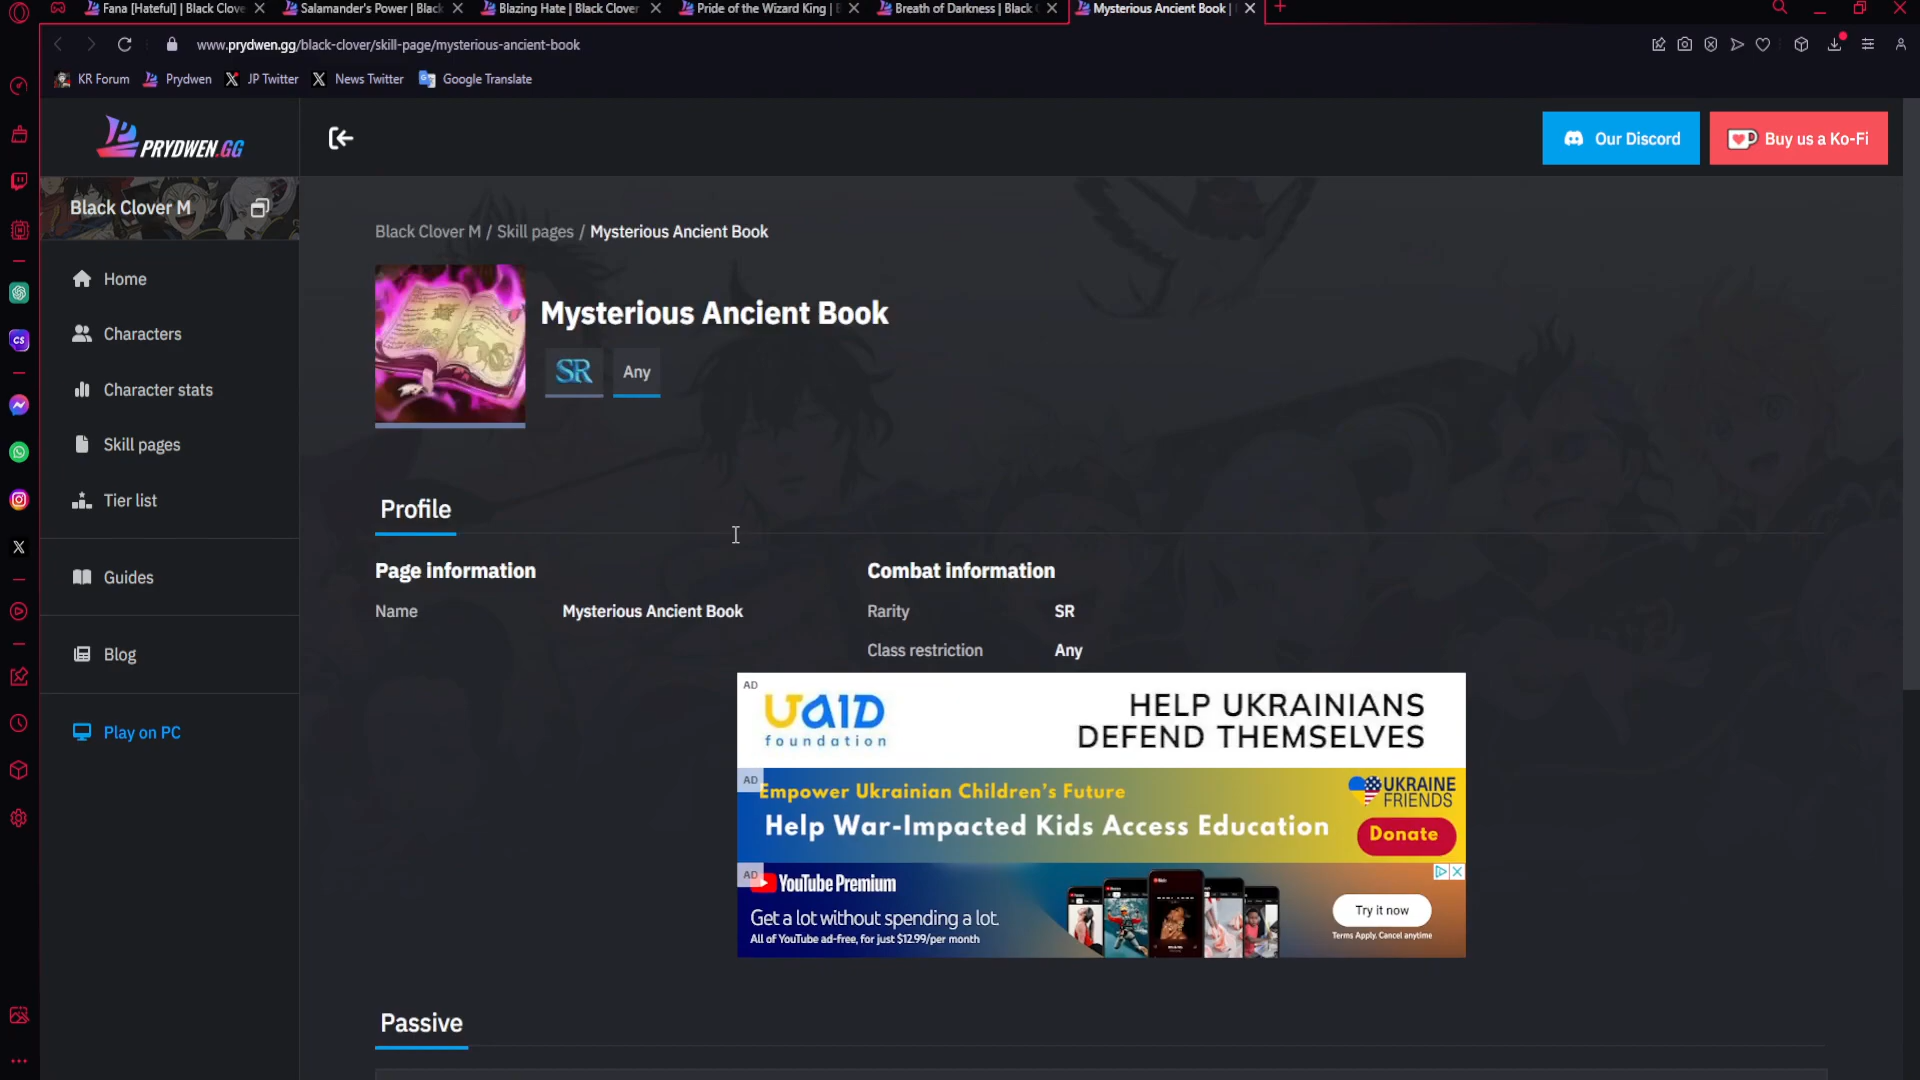 Fana [Hateful] | Black Clove
Salamander's Power | Black
Blazing Hate | Black Clover
Pride of the Wizard King | B
Breath of Darkness | Black
Mysterious Ancient Book |
www.prydwen.gg/black-clover/skill-page/mysterious-ancient-book
KR Forum
Prydwen
JP Twitter
News Twitter
Google Translate
PRYDWEN.GG
Our Discord
Buy us a Ko-Fi
Black Clover M
Home
Characters
Character stats
Skill pages
Tier list
Guides
Blog
Play on PC
CS
Black Clover M / Skill pages / Mysterious Ancient Book
Mysterious Ancient Book
SR
Any
Profile
Page information
Name Mysterious Ancient Book
Combat information
Rarity SR
Class restriction Any
AD
UAID
foundation
HELP UKRAINIANS
DEFEND THEMSELVES
AD
Empower Ukrainian Children's Future
Help War-Impacted Kids Access Education
UKRAINE
FRIENDS
Donate
AD
YouTube Premium
Get a lot without spending a lot.
All of YouTube ad-free, for just $12.99/per month
Try it now
Terms Apply. Cancel anytime
Passive